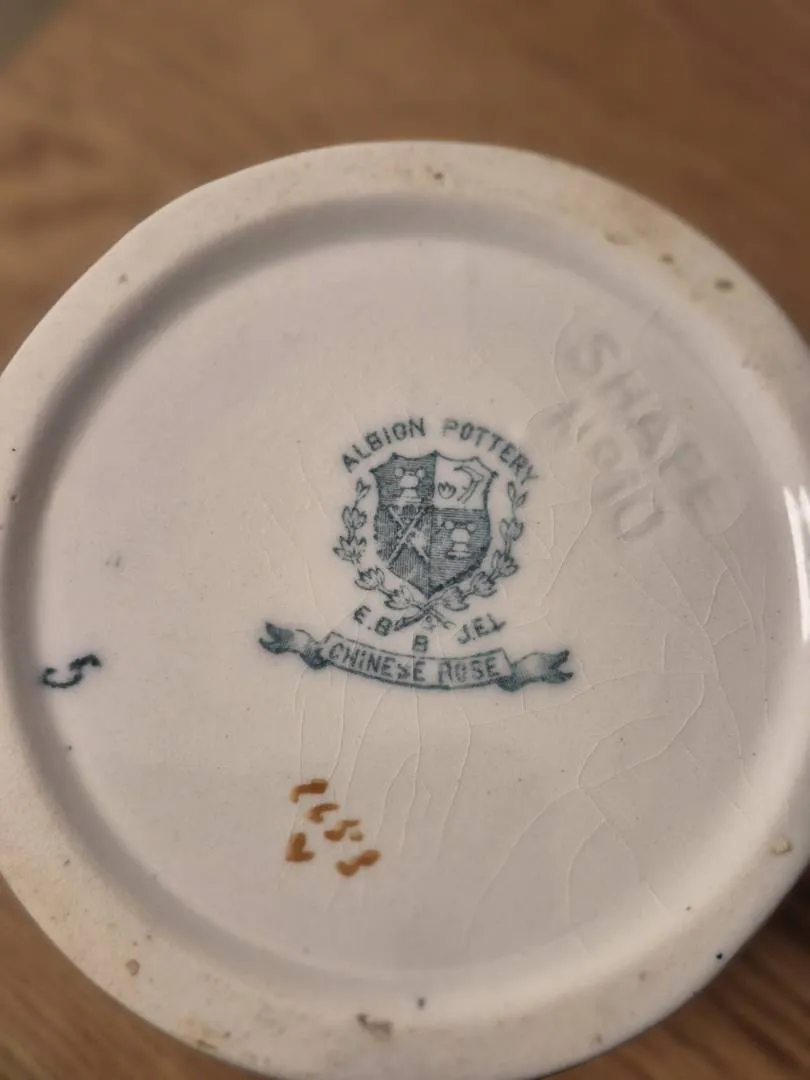 ALBION POTTERY
E.B B J.E.L
CHINESE ROSE
SHAPE
5